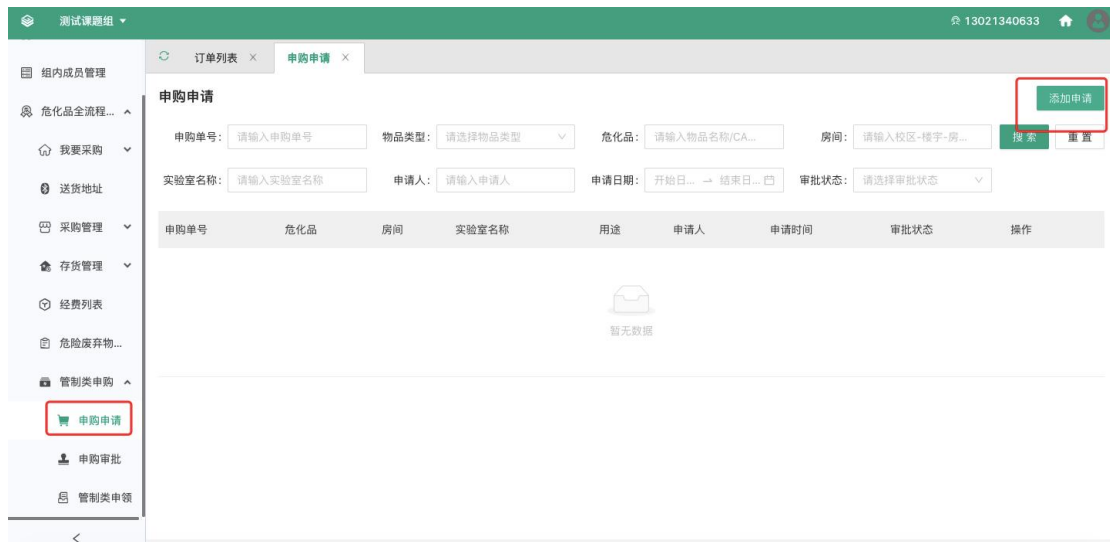 测试课题组
13021340633
组内成员管理
危化品全流程...
我要采购
送货地址
采购管理
存货管理
经费列表
危险废弃物...
管制类申购
申购申请
申购审批
管制类申领
订单列表 ×
申购申请 ×
申购申请
添加申请
申购单号： 请输入申购单号 物品类型： 请选择物品类型 危化品： 请输入物品名称/CA... 房间： 请输入校区-楼宇-房... 搜索 重置
实验室名称： 请输入实验室名称 申请人： 请输入申请人 申请日期： 开始日... → 结束日... 审批状态： 请选择审批状态
申购单号 危化品 房间 实验室名称 用途 申请人 申请时间 审批状态 操作
暂无数据